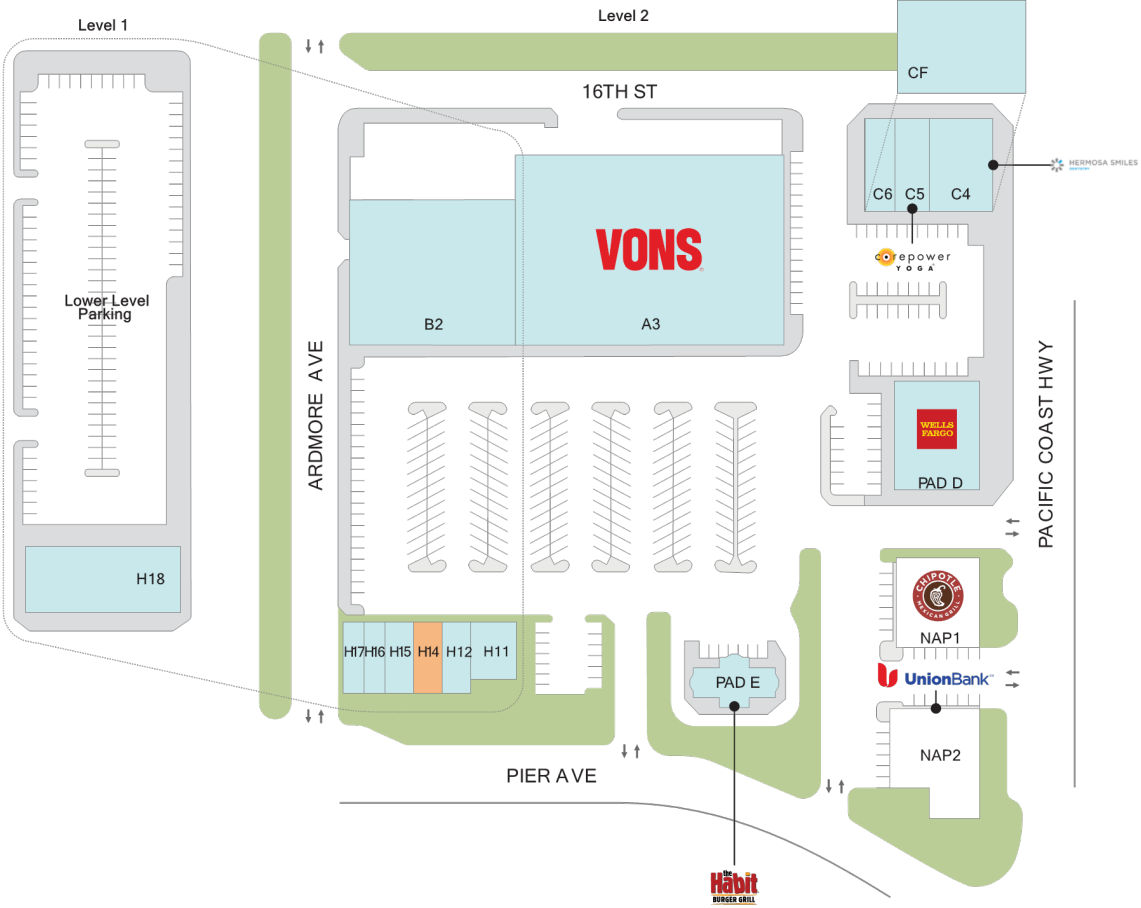 Level 1
Level 2
CF
16TH ST
HERMOSA SMILES
DENTISTRY
C6
C5
C4
VONS
corepower
YOGA
Lower Level
Parking
B2
A3
ARDMORE AVE
PACIFIC COAST HWY
WELLS
FARGO
PAD D
H18
CHIPOTLE
MEXICAN GRILL
NAP1
H17
H16
H15
H14
H12
H11
PAD E
UnionBank
NAP2
PIER AVE
the
Habit
BURGER GRILL